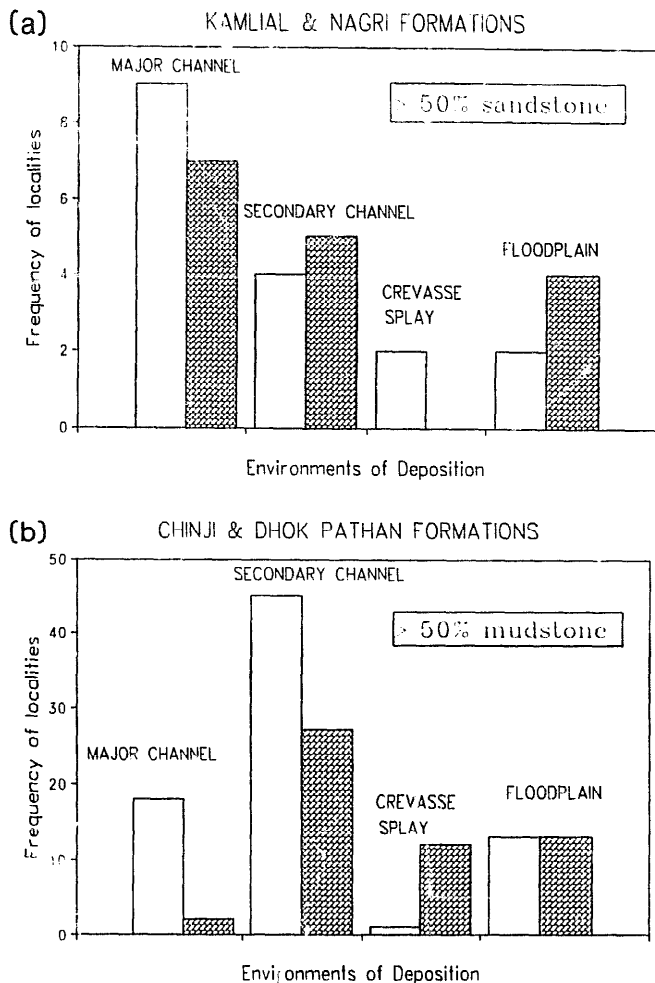 (a)
KAMLIAL & NAGRI FORMATIONS
10
MAJOR CHANNEL
> 50% sandstone
8
SECONDARY CHANNEL
6
FLOODPLAIN
4
CREVASSE
SPLAY
2
0
Frequency of localities
Environments of Deposition
(b)
CHINJI & DHOK PATHAN FORMATIONS
50
SECONDARY CHANNEL
> 50% mudstone
40
30
MAJOR CHANNEL
20
CREVASSE
SPLAY
FLOODPLAIN
10
0
Frequency of localities
Environments of Deposition